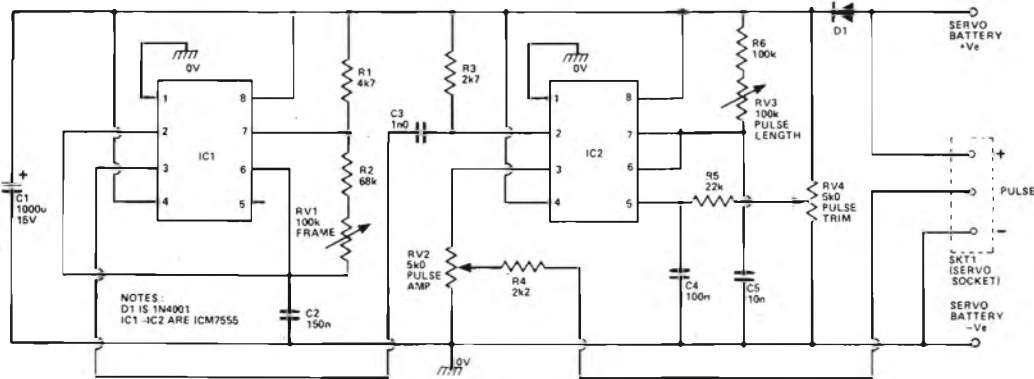 D1
SERVO
BATTERY
+Ve
0V
R1
4k7
R3
2k7
0V
R6
100k
1
8
2
7
3
IC1
6
4
5
C3
1n0
1
8
2
7
3
IC2
6
4
5
RV3
100k
PULSE
LENGTH
+
C1
1000u
15V
R2
68k
RV1
100k
FRAME
R5
22k
RV4
5k0
PULSE
TRIM
+
PULSE
−
SKT1
(SERVO
SOCKET)
RV2
5k0
PULSE
AMP
R4
2k2
C4
100n
C5
10n
NOTES:
D1 IS 1N4001
IC1 -IC2 ARE ICM7555
C2
150n
0V
SERVO
BATTERY
−Ve